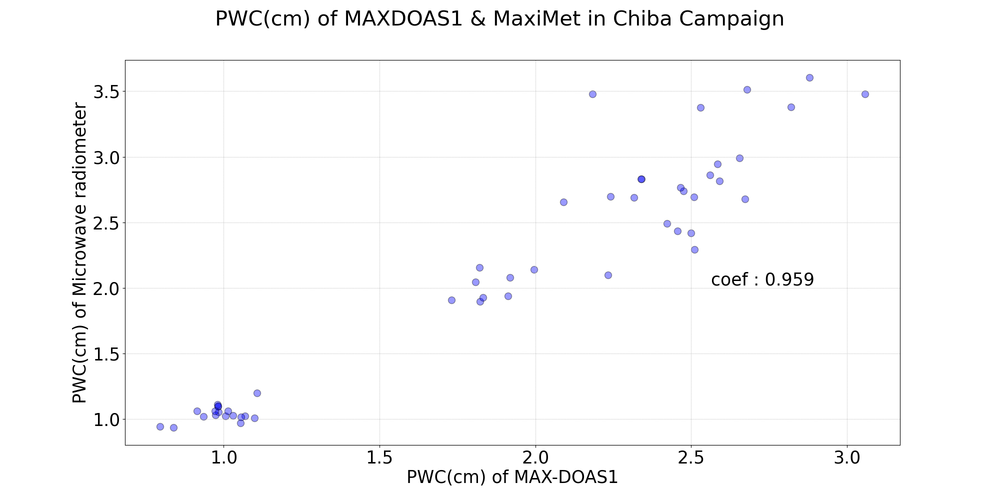 PWC(cm) of MAXDOAS1 & MaxiMet in Chiba Campaign
PWC(cm) of Microwave radiometer
3.5
3.0
2.5
2.0
1.5
1.0
coef : 0.959
1.0 1.5 2.0 2.5 3.0
PWC(cm) of MAX-DOAS1